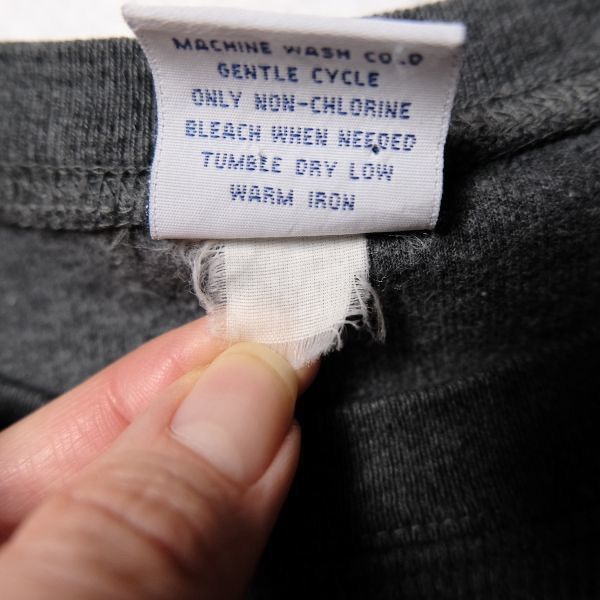 MACHINE WASH COLD
GENTLE CYCLE
ONLY NON-CHLORINE
BLEACH WHEN NEEDED
TUMBLE DRY LOW
WARM IRON